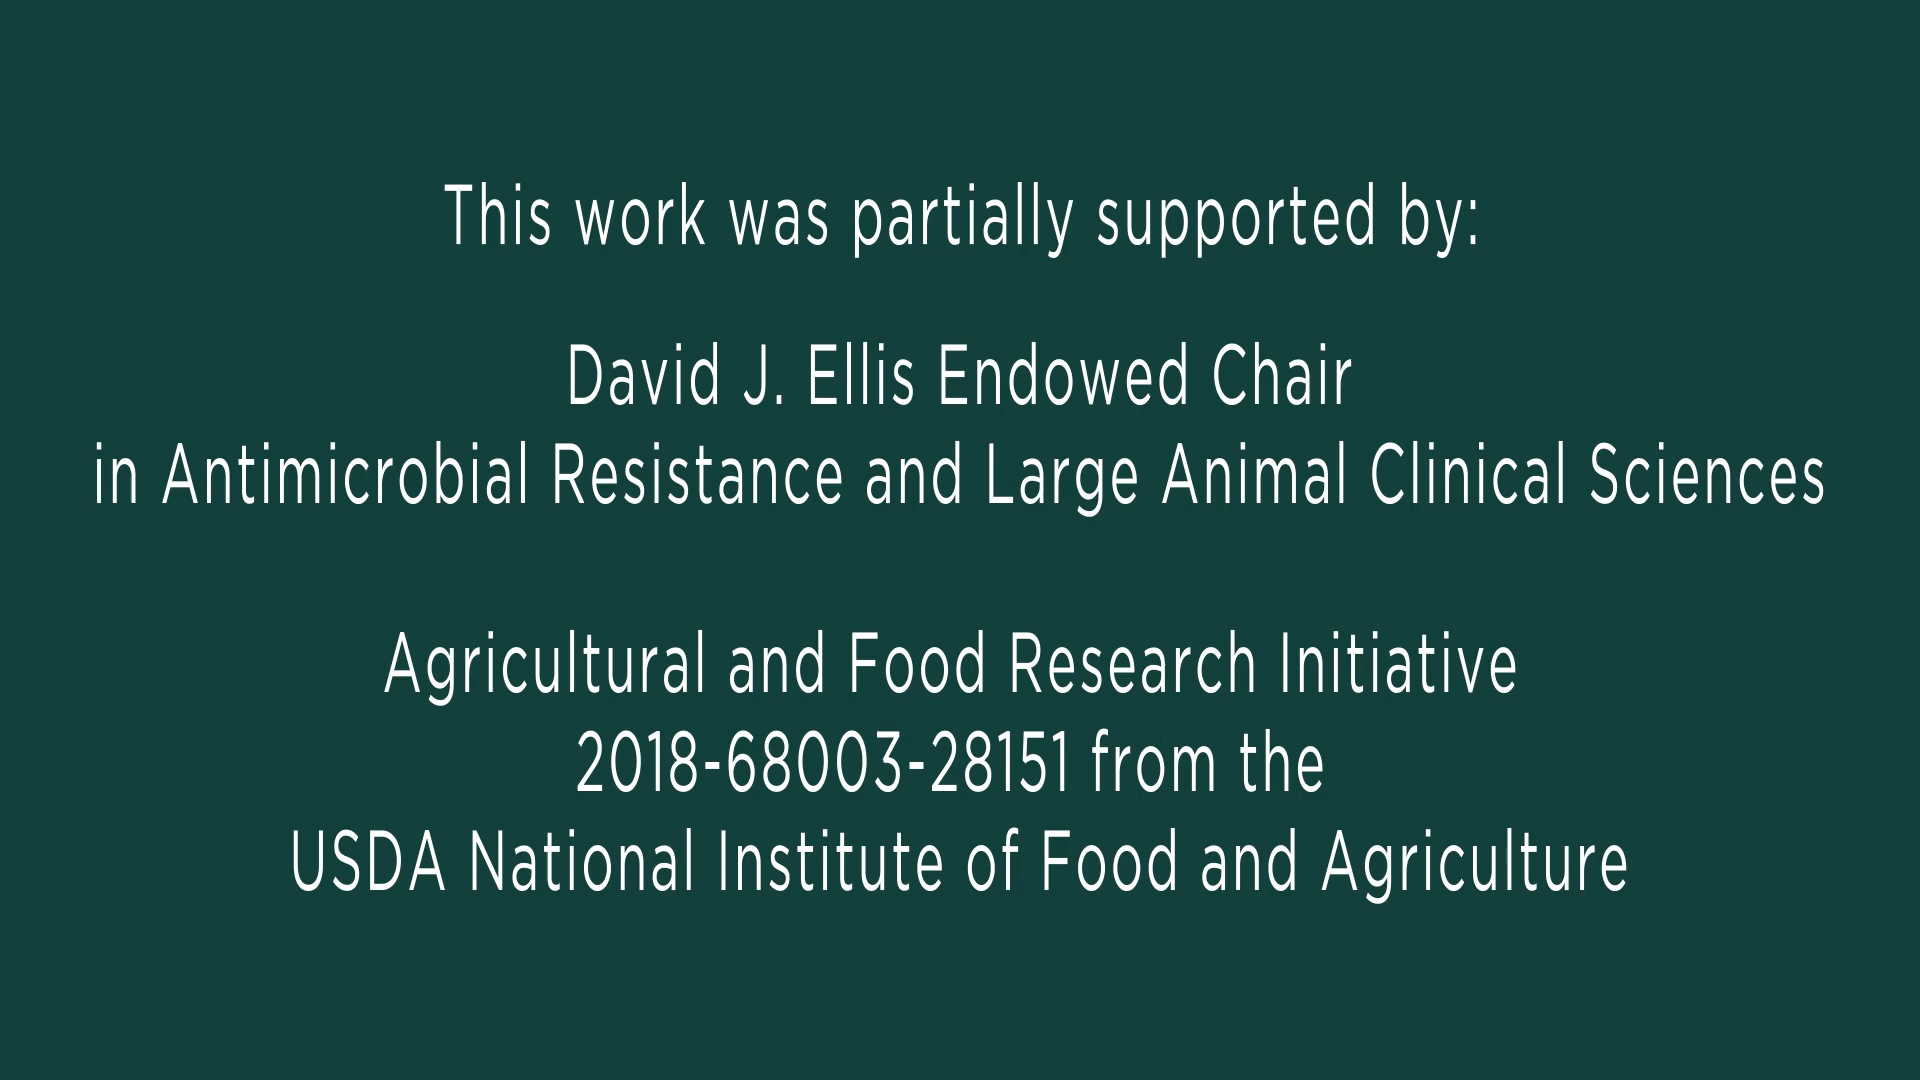 This work was partially supported by:
David J. Ellis Endowed Chair
in Antimicrobial Resistance and Large Animal Clinical Sciences
Agricultural and Food Research Initiative
2018-68003-28151 from the
USDA National Institute of Food and Agriculture